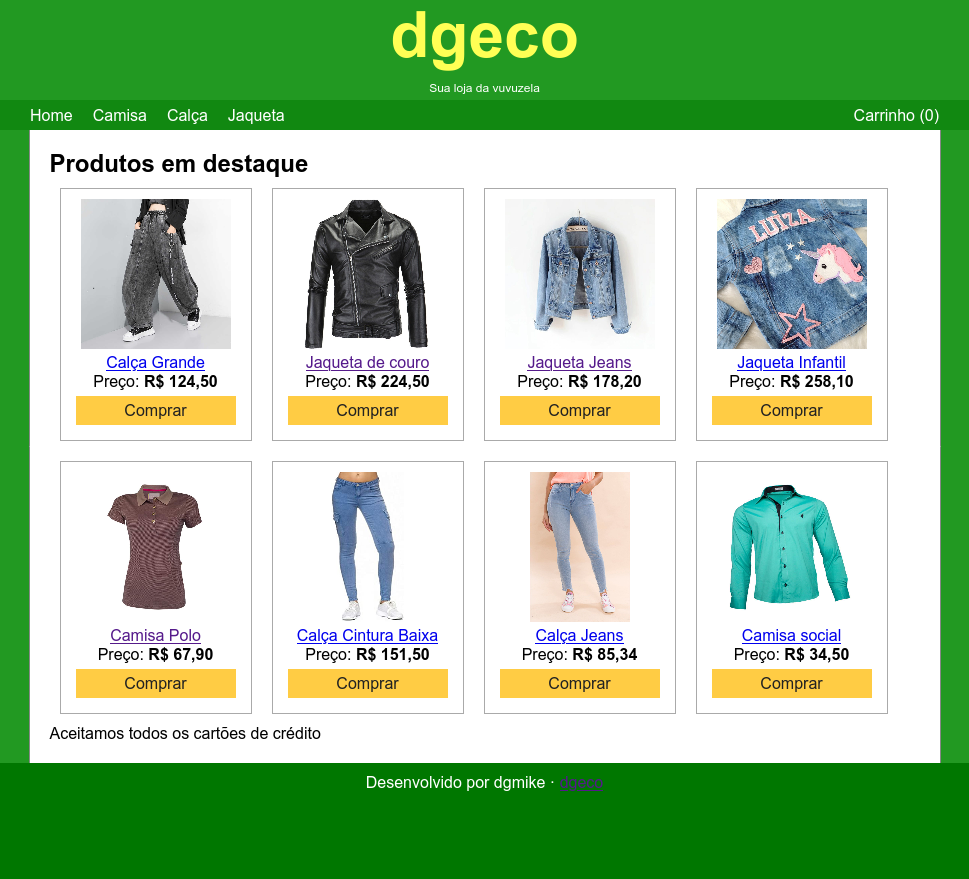 dgeco
Sua loja da vuvuzela
Home Camisa Calça Jaqueta Carrinho (0)
Produtos em destaque
LUÍZA
Calça Grande Jaqueta de couro Jaqueta Jeans Jaqueta Infantil
Preço: R$ 124,50 Preço: R$ 224,50 Preço: R$ 178,20 Preço: R$ 258,10
Comprar Comprar Comprar Comprar
Camisa Polo Calça Cintura Baixa Calça Jeans Camisa social
Preço: R$ 67,90 Preço: R$ 151,50 Preço: R$ 85,34 Preço: R$ 34,50
Comprar Comprar Comprar Comprar
Aceitamos todos os cartões de crédito
Desenvolvido por dgmike · dgeco